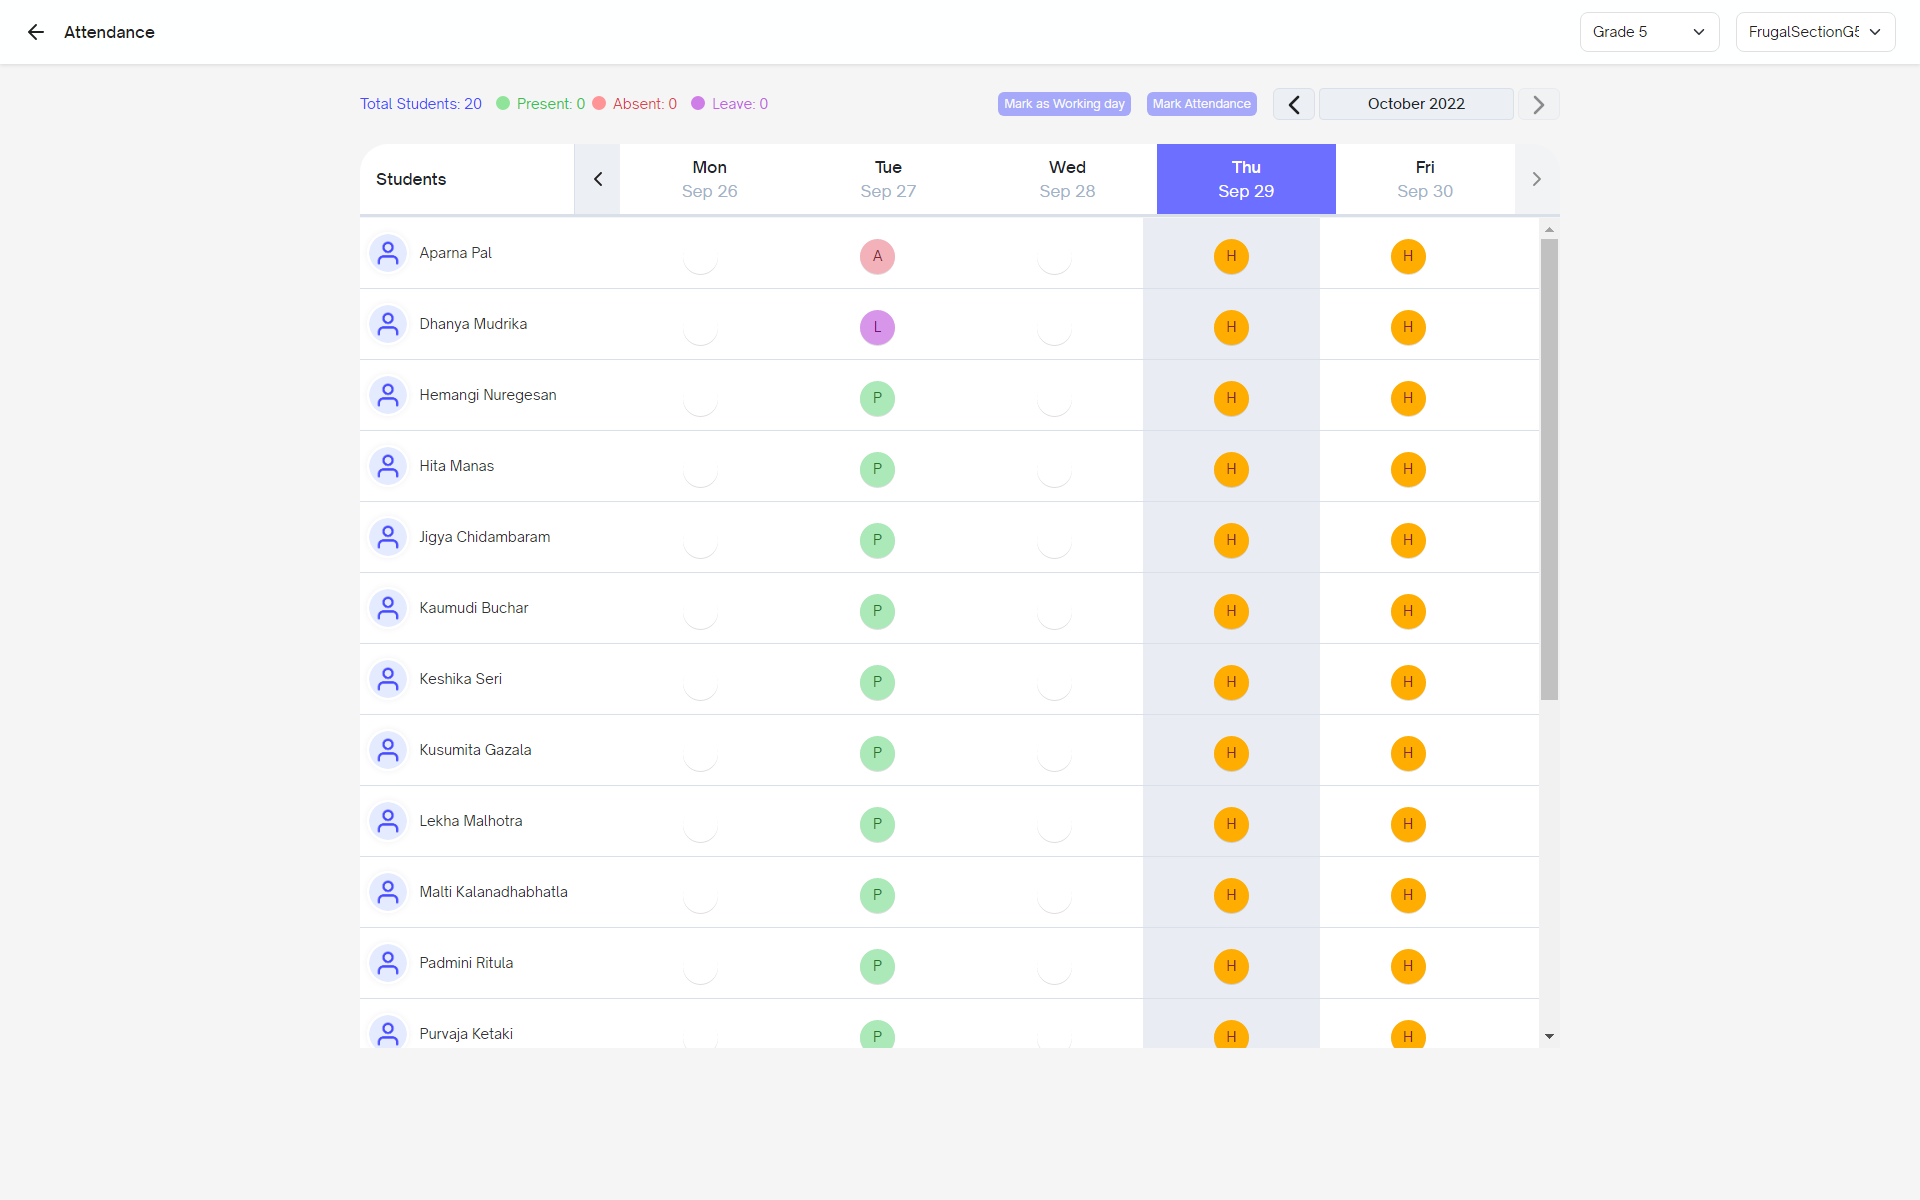 Attendance
Grade 5
FrugalSectionG5
Total Students: 20 Present: 0 Absent: 0 Leave: 0
Mark as Working day Mark Attendance October 2022
Students Mon Tue Wed Thu Fri
Sep 26 Sep 27 Sep 28 Sep 29 Sep 30
Aparna Pal A H H
Dhanya Mudrika L H H
Hemangi Nuregesan P H H
Hita Manas P H H
Jigya Chidambaram P H H
Kaumudi Buchar P H H
Keshika Seri P H H
Kusumita Gazala P H H
Lekha Malhotra P H H
Malti Kalanadhabhatla P H H
Padmini Ritula P H H
Purvaja Ketaki P H H